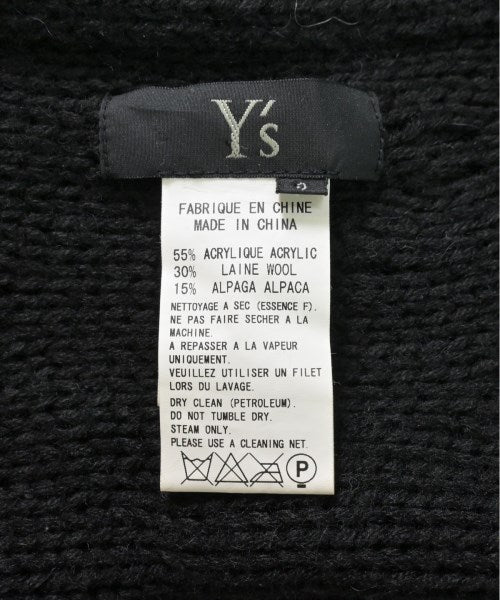 Y's
FABRIQUE EN CHINE
MADE IN CHINA
55% ACRYLIQUE ACRYLIC
30% LAINE WOOL
15% ALPAGA ALPACA
NETTOYAGE A SEC (ESSENCE F).
NE PAS FAIRE SECHER A LA
MACHINE.
A REPASSER A LA VAPEUR
UNIQUEMENT.
VEUILLEZ UTILISER UN FILET
LORS DU LAVAGE.
DRY CLEAN (PETROLEUM).
DO NOT TUMBLE DRY.
STEAM ONLY.
PLEASE USE A CLEANING NET.
P